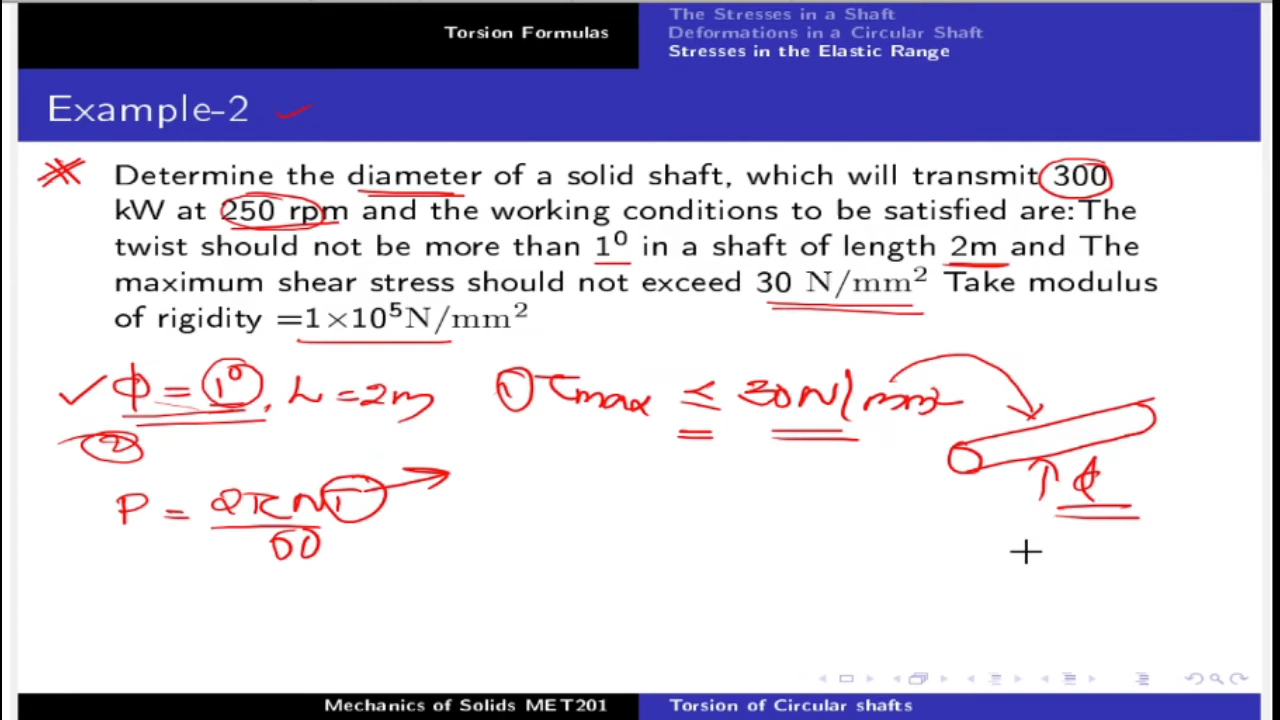 Torsion Formulas
The Stresses in a Shaft
Deformations in a Circular Shaft
Stresses in the Elastic Range
Example-2
Determine the diameter of a solid shaft, which will transmit 300
kW at 250 rpm and the working conditions to be satisfied are:The
twist should not be more than 1⁰ in a shaft of length 2m and The
maximum shear stress should not exceed 30 N/mm² Take modulus
of rigidity =1×10⁵N/mm²
ϕ = 1⁰, L = 2m
① τmax ≤ 30N/mm²
②
ϕ
P = 2πNT
60
Mechanics of Solids MET201
Torsion of Circular shafts